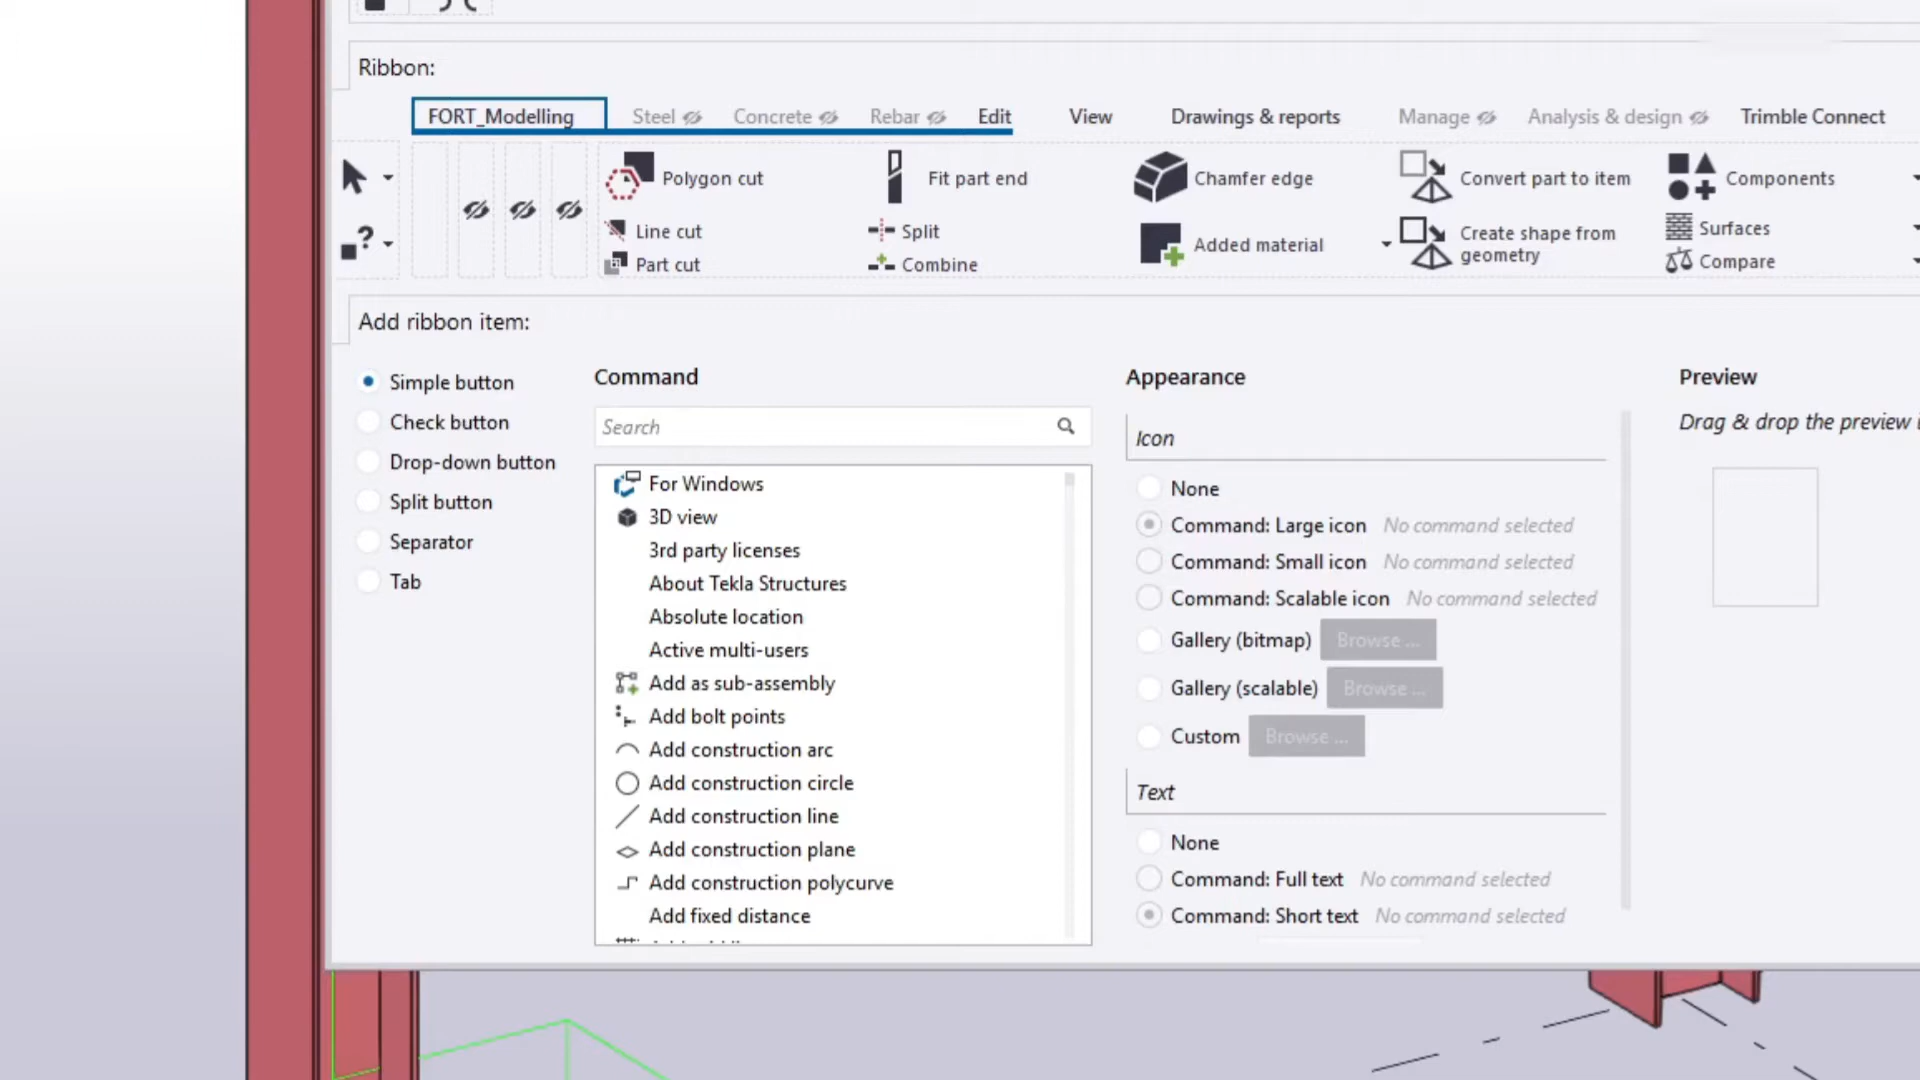 Ribbon:
FORT_Modelling Steel Concrete Rebar Edit View Drawings & reports Manage Analysis & design Trimble Connect
Polygon cut Fit part end Chamfer edge Convert part to item Components
Line cut Split Added material Create shape from geometry Surfaces
Part cut Combine Compare
Add ribbon item:
Simple button
Check button
Drop-down button
Split button
Separator
Tab
Command
Search
For Windows
3D view
3rd party licenses
About Tekla Structures
Absolute location
Active multi-users
Add as sub-assembly
Add bolt points
Add construction arc
Add construction circle
Add construction line
Add construction plane
Add construction polycurve
Add fixed distance
Appearance
Icon
None
Command: Large icon No command selected
Command: Small icon No command selected
Command: Scalable icon No command selected
Gallery (bitmap) Browse ...
Gallery (scalable) Browse ...
Custom Browse ...
Text
None
Command: Full text No command selected
Command: Short text No command selected
Preview
Drag & drop the preview